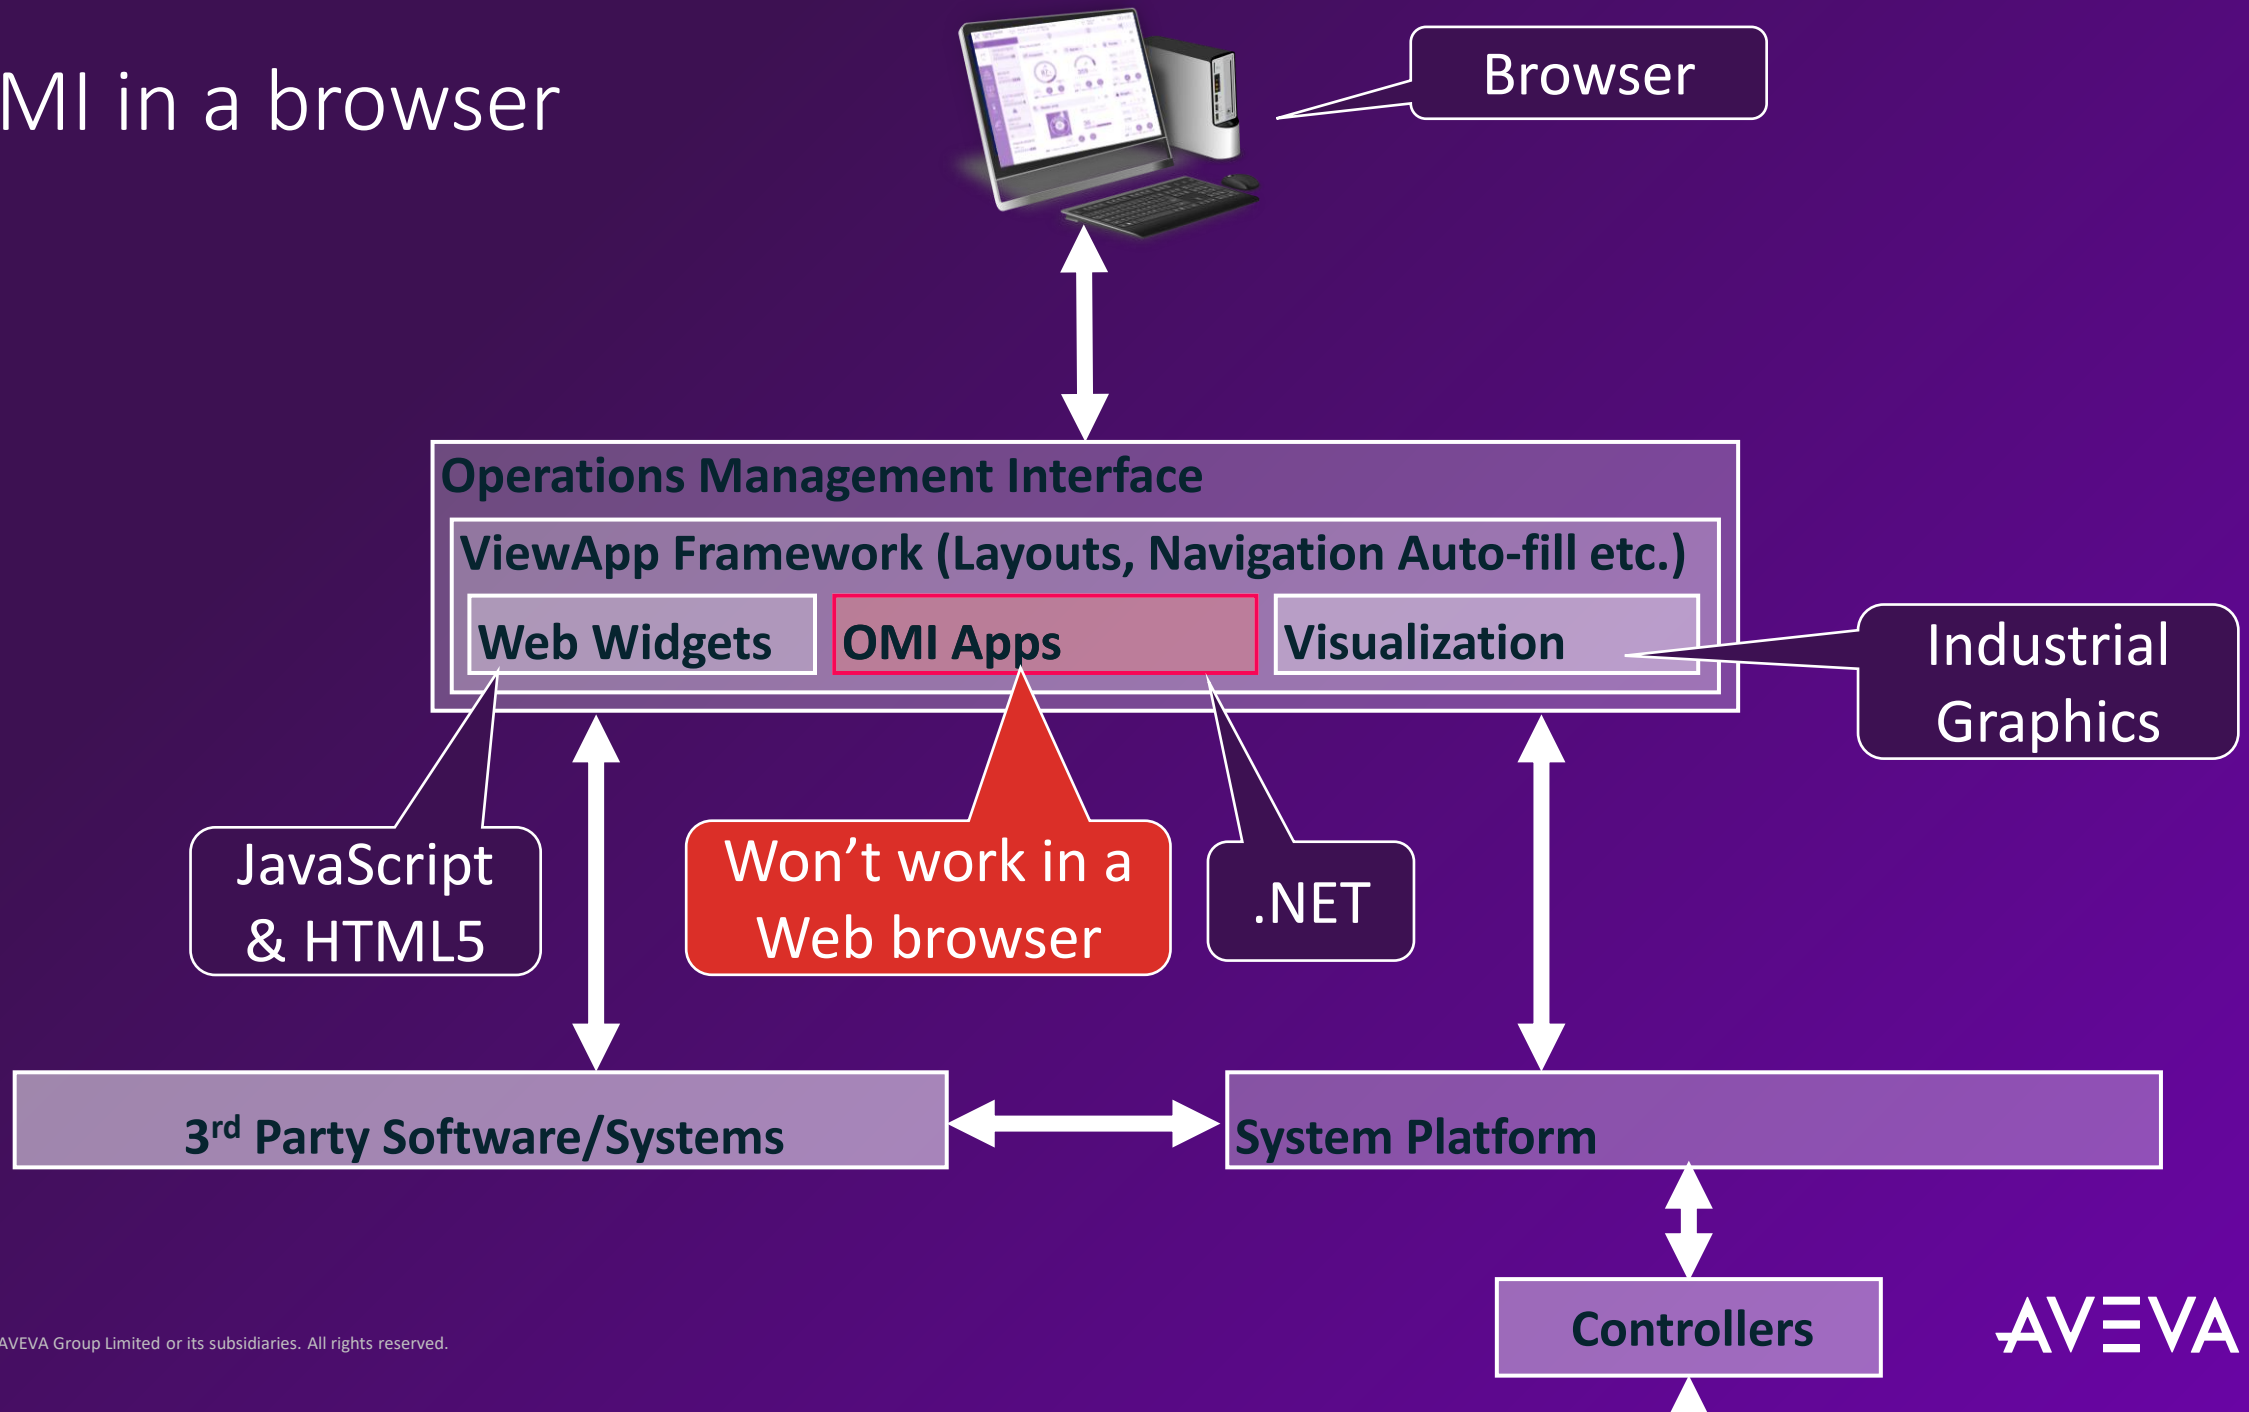 MI in a browser
Browser
Operations Management Interface
ViewApp Framework (Layouts, Navigation Auto-fill etc.)
Web Widgets
OMI Apps
Visualization
Industrial
Graphics
JavaScript
& HTML5
Won’t work in a
Web browser
.NET
3rd Party Software/Systems
System Platform
Controllers
AVEVA Group Limited or its subsidiaries. All rights reserved.
AVEVA